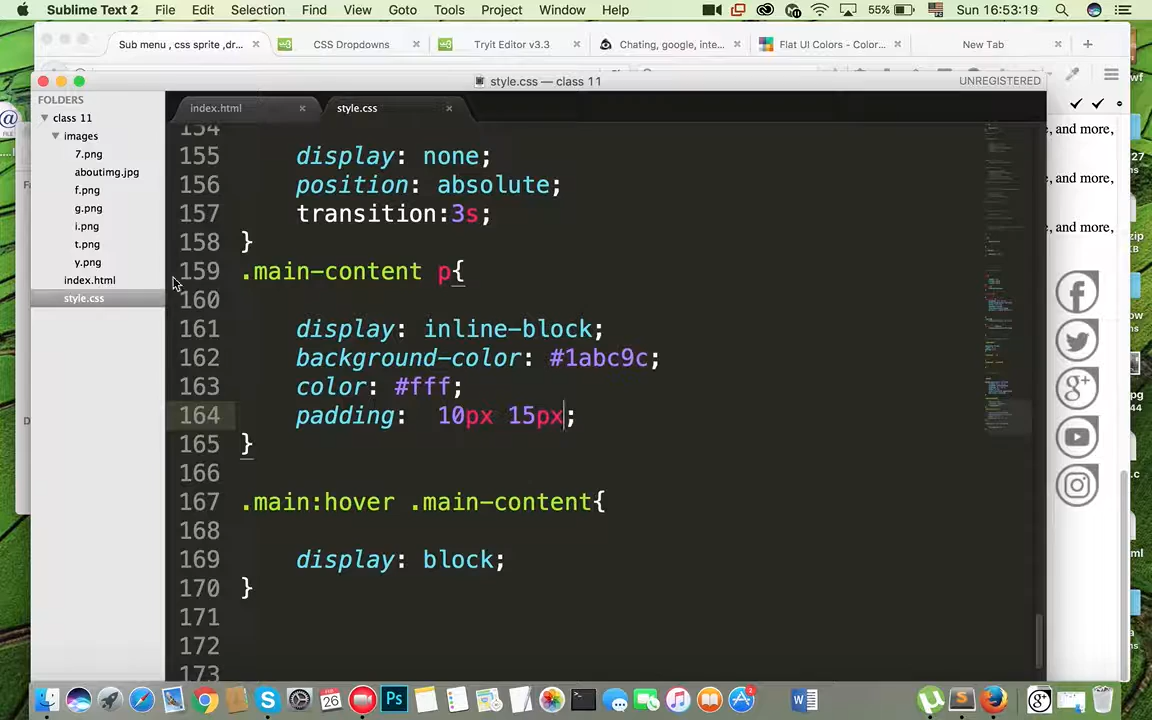 Sublime Text 2 File Edit Selection Find View Goto Tools Project Window Help 55% Sun 16:53:19
Sub menu , css sprite ,dr... CSS Dropdowns Tryit Editor v3.3 Chating, google, inte... Flat UI Colors - Color... New Tab
style.css — class 11 UNREGISTERED
FOLDERS
class 11
images
7.png
aboutimg.jpg
f.png
g.png
i.png
t.png
y.png
index.html
style.css
index.html style.css
154
155 display: none;
156 position: absolute;
157 transition:3s;
158 }
159 .main-content p{
160
161 display: inline-block;
162 background-color: #1abc9c;
163 color: #fff;
164 padding: 10px 15px;
165 }
166
167 .main:hover .main-content{
168
169 display: block;
170 }
171
172
173
e, and more,
e, and more,
e, and more,